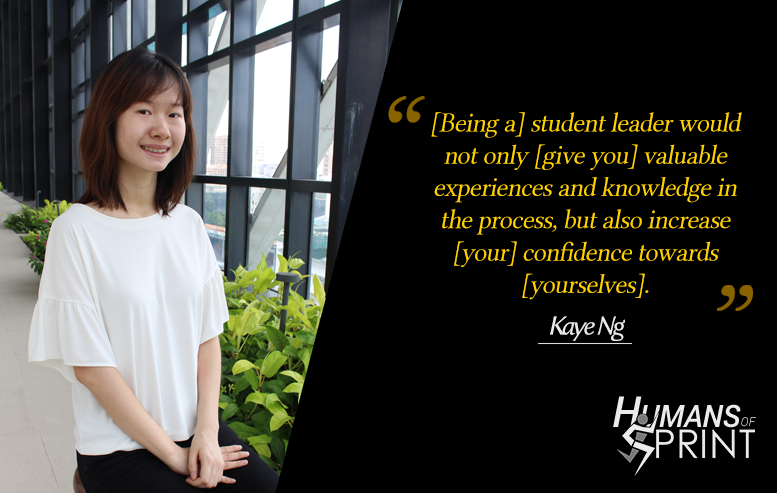 “ [Being a] student leader would
not only [give you] valuable
experiences and knowledge in
the process, but also increase
[your] confidence towards
[yourselves]. ”
Kaye Ng
HUMANS OF
SPRINT